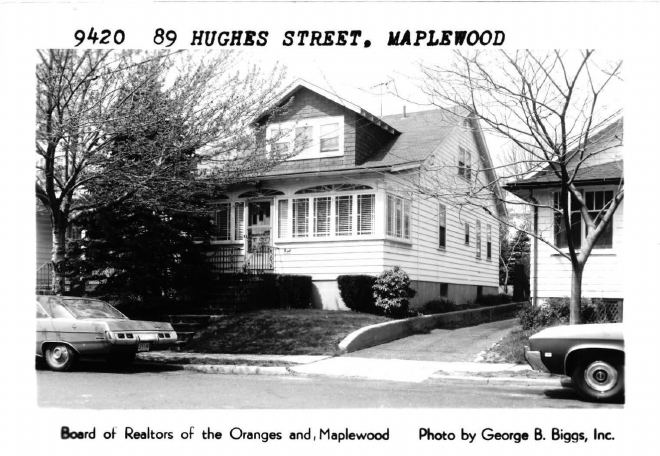 9420 89 HUGHES STREET, MAPLEWOOD
Board of Realtors of the Oranges and, Maplewood Photo by George B. Biggs, Inc.